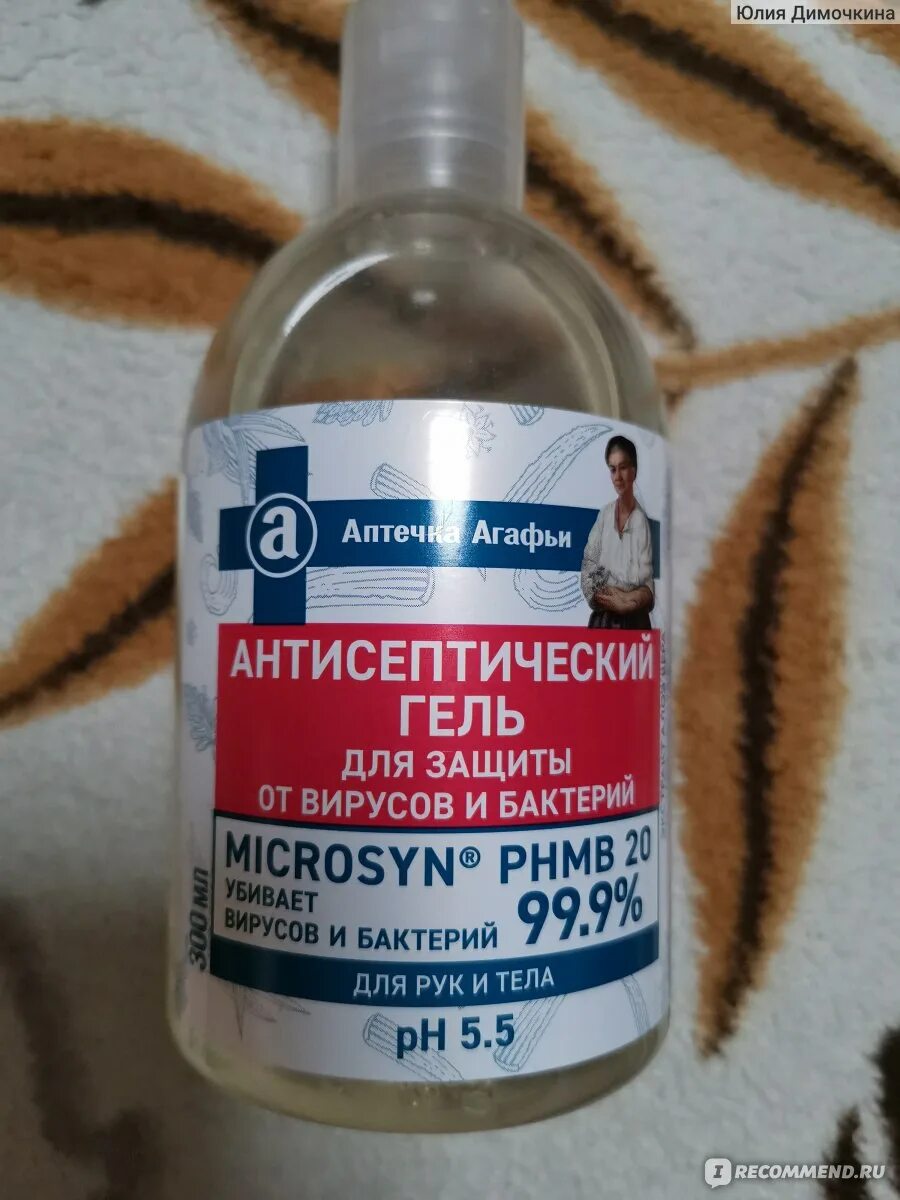 Юлия Димочкина
a Аптечка Агафьи
АНТИСЕПТИЧЕСКИЙ
ГЕЛЬ
ДЛЯ ЗАЩИТЫ
ОТ ВИРУСОВ И БАКТЕРИЙ
MICROSYN® PHMB 20
УБИВАЕТ
ВИРУСОВ И БАКТЕРИЙ 99.9%
ДЛЯ РУК И ТЕЛА
pH 5.5
300 МЛ
IRECOMMEND.RU